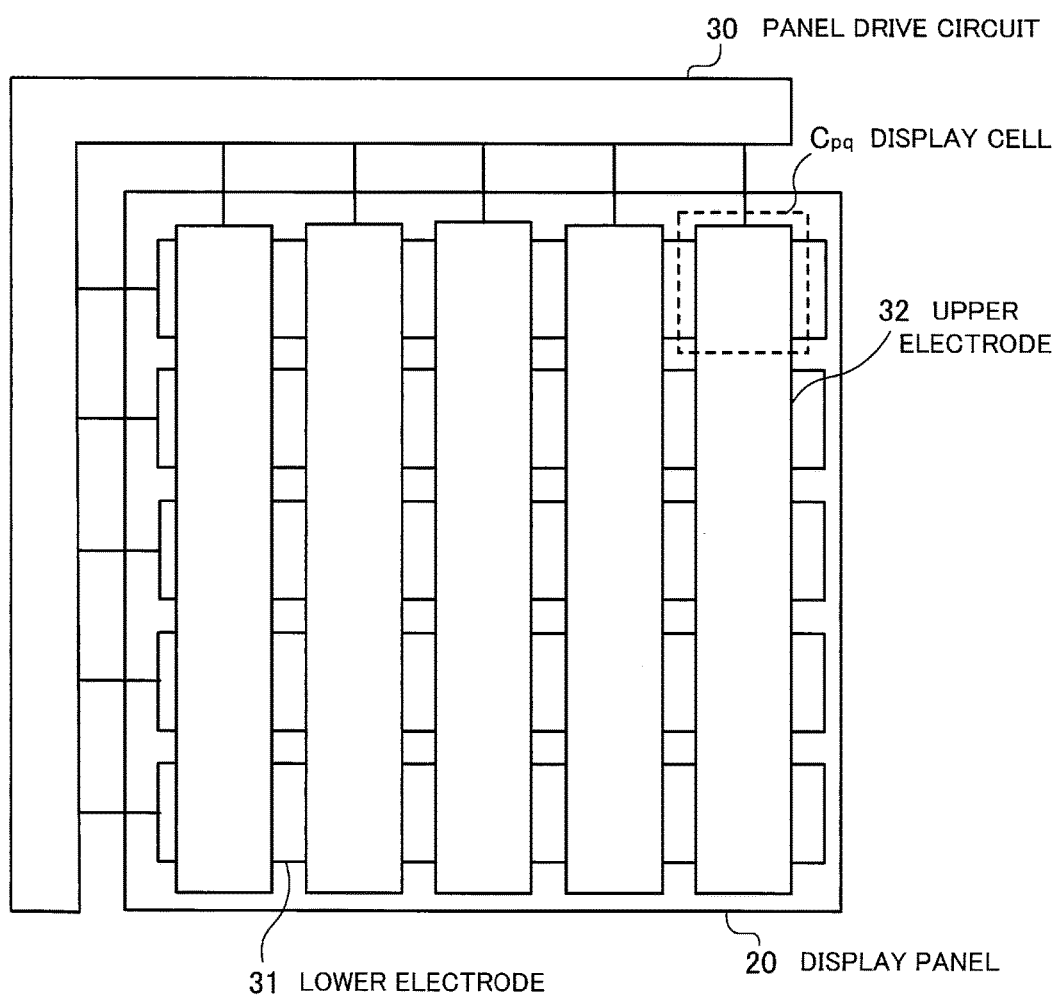 30 PANEL DRIVE CIRCUIT
Cpq DISPLAY CELL
32 UPPER
ELECTRODE
20 DISPLAY PANEL
31 LOWER ELECTRODE